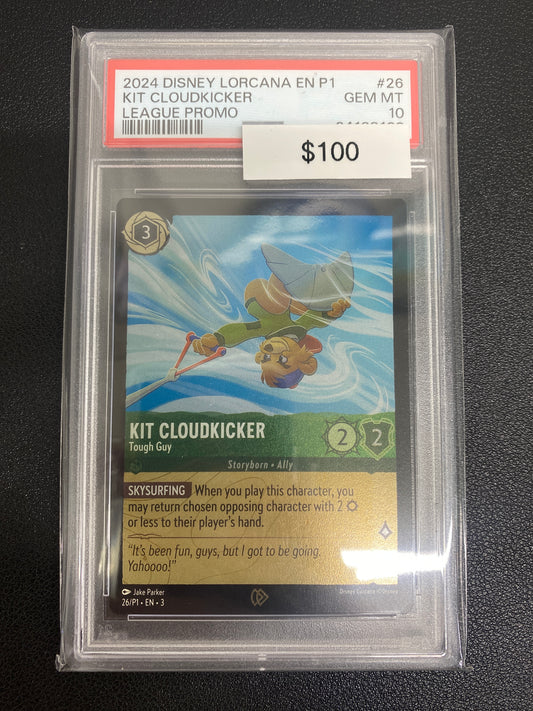 2024 DISNEY LORCANA EN P1 #26
KIT CLOUDKICKER GEM MT
LEAGUE PROMO 10
$100
3
KIT CLOUDKICKER
Tough Guy
2 2
Storyborn • Ally
SKYSURFING When you play this character, you
may return chosen opposing character with 2
or less to their player's hand.
"It's been fun, guys, but I got to be going.
Yahoooo!"
Jake Parker
26/P1 • EN • 3
Disney Lorcana © Disney